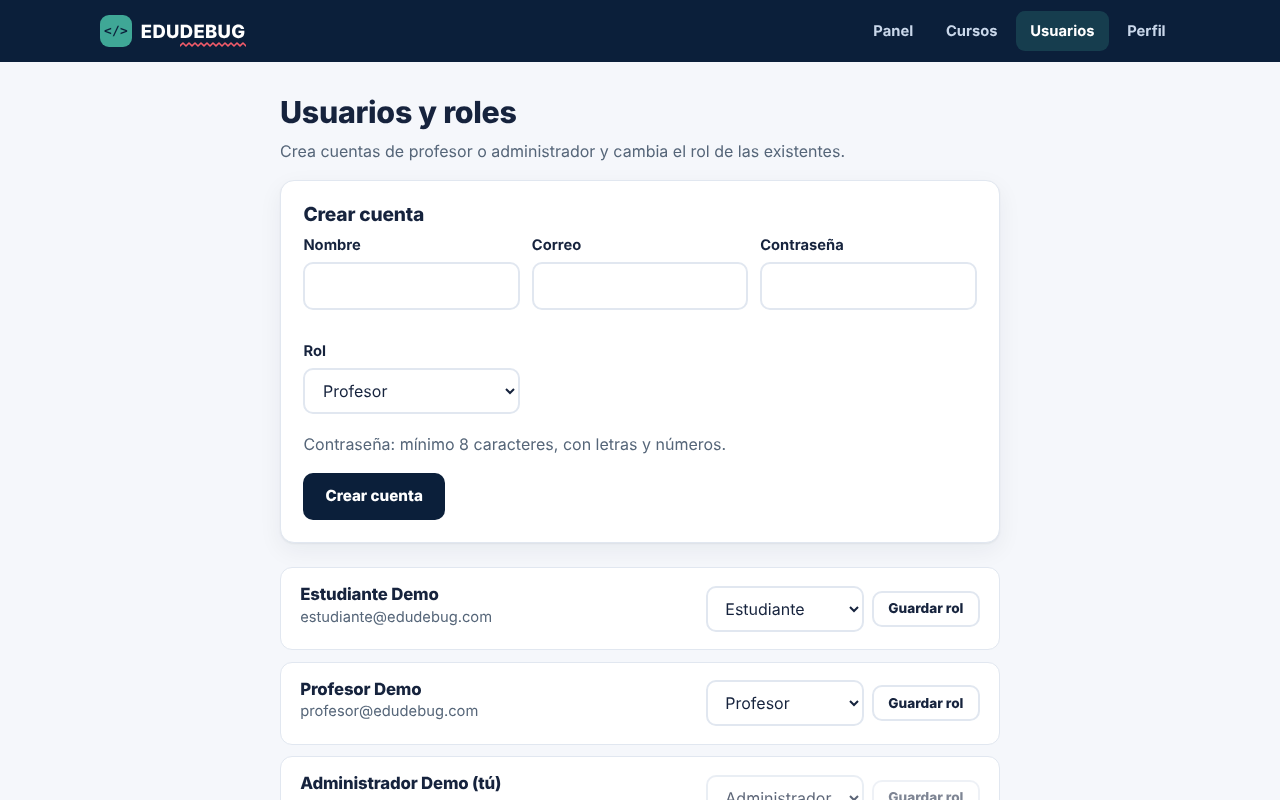 </> EDUDEBUG
Panel Cursos Usuarios Perfil
Usuarios y roles
Crea cuentas de profesor o administrador y cambia el rol de las existentes.
Crear cuenta
Nombre Correo Contraseña
Rol
Profesor
Contraseña: mínimo 8 caracteres, con letras y números.
Crear cuenta
Estudiante Demo
estudiante@edudebug.com
Estudiante Guardar rol
Profesor Demo
profesor@edudebug.com
Profesor Guardar rol
Administrador Demo (tú)
Administrador Guardar rol